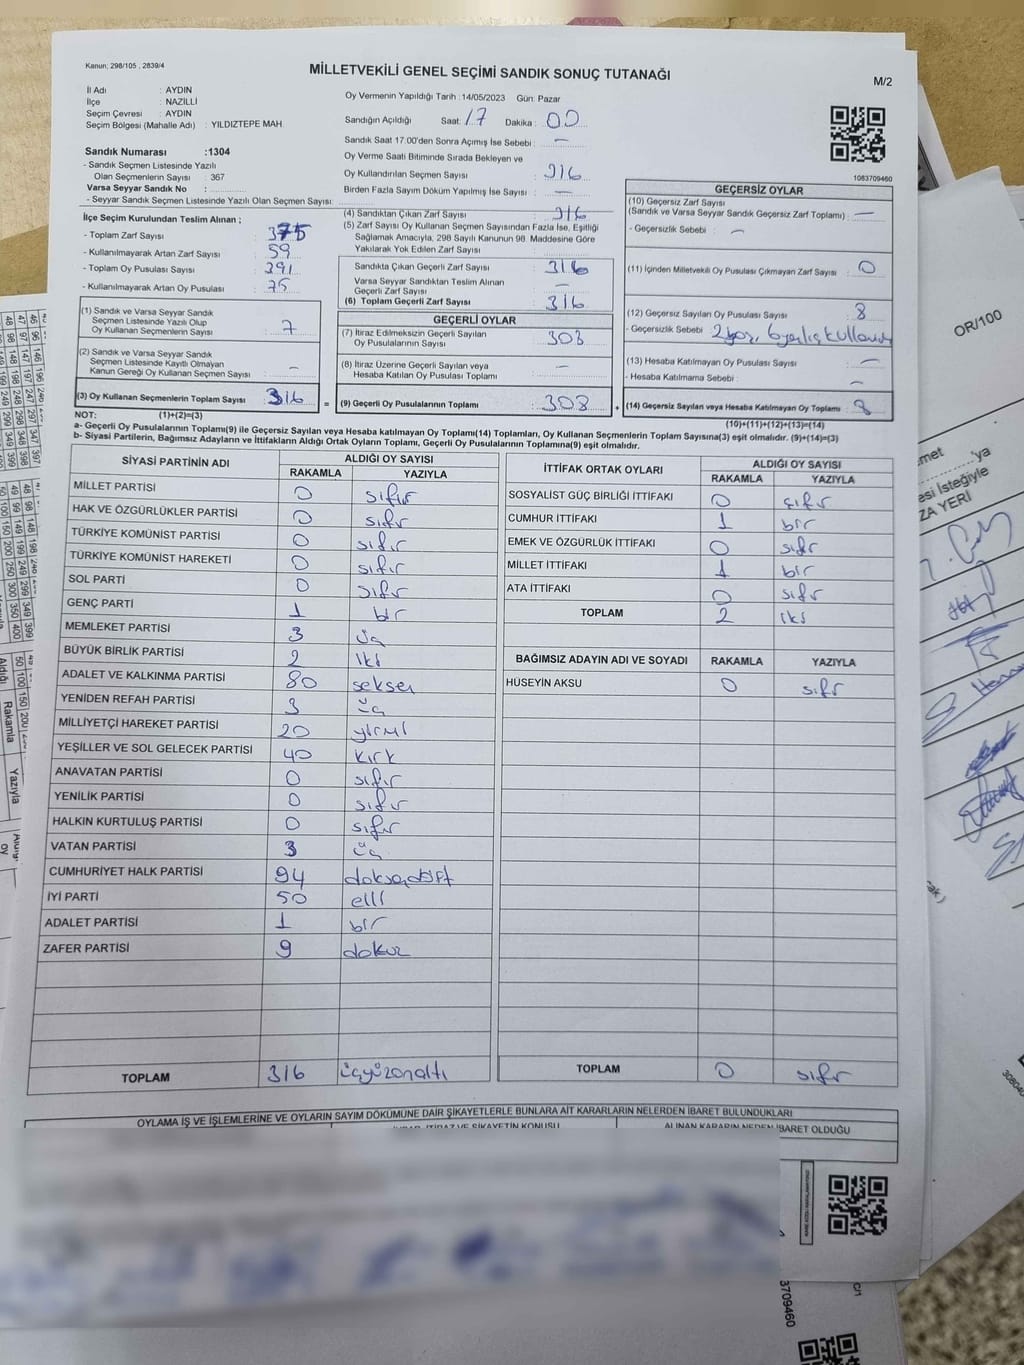 Kanun; 298/105 , 2839/4
MİLLETVEKİLİ GENEL SEÇİMİ SANDIK SONUÇ TUTANAĞI
M/2
İl Adı : AYDIN
İlçe : NAZİLLİ
Seçim Çevresi : AYDIN
Seçim Bölgesi (Mahalle Adı) : YILDIZTEPE MAH.
Sandık Numarası :1304
- Sandık Seçmen Listesinde Yazılı
Olan Seçmenlerin Sayısı : 367
Varsa Seyyar Sandık No :
- Seyyar Sandık Seçmen Listesinde Yazılı Olan Seçmen Sayısı:
Oy Vermenin Yapıldığı Tarih :14/05/2023 Gün: Pazar
Sandığın Açıldığı Saat: 17 Dakika : 00
Sandık Saat 17.00'den Sonra Açımış İse Sebebi : —
Oy Verme Saati Bitiminde Sırada Bekleyen ve
Oy Kullandırılan Seçmen Sayısı : 316
Birden Fazla Sayım Döküm Yapılmış İse Sayısı : —
1083709460
İlçe Seçim Kurulundan Teslim Alınan ;
- Toplam Zarf Sayısı : 375
- Kullanılmayarak Artan Zarf Sayısı : 59
- Toplam Oy Pusulası Sayısı : 391
- Kullanılmayarak Artan Oy Pusulası : 75
(1) Sandık ve Varsa Seyyar Sandık
Seçmen Listesinde Yazılı Olup
Oy Kullanan Seçmenlerin Sayısı : 7
(2) Sandık ve Varsa Seyyar Sandık
Seçmen Listesinde Kayıtlı Olmayan
Kanun Gereği Oy Kullanan Seçmen Sayısı : —
(3) Oy Kullanan Seçmenlerin Toplam Sayısı : 316
(4) Sandıktan Çıkan Zarf Sayısı : 316
(5) Zarf Sayısı Oy Kullanan Seçmen Sayısından Fazla İse, Eşitliği
Sağlamak Amacıyla, 298 Sayılı Kanunun 98. Maddesine Göre
Yakılarak Yok Edilen Zarf Sayısı :
Sandıkta Çıkan Geçerli Zarf Sayısı : 316
Varsa Seyyar Sandıktan Teslim Alınan
Geçerli Zarf Sayısı : —
(6) Toplam Geçerli Zarf Sayısı : 316
GEÇERLİ OYLAR
(7) İtiraz Edilmeksizin Geçerli Sayılan
Oy Pusulalarının Sayısı : 303
(8) İtiraz Üzerine Geçerli Sayılan veya
Hesaba Katılan Oy Pusulası Toplamı : —
= (9) Geçerli Oy Pusulalarının Toplamı : 308 +
GEÇERSİZ OYLAR
(10) Geçersiz Zarf Sayısı
(Sandık ve Varsa Seyyar Sandık Geçersiz Zarf Toplamı) : —
- Geçersizlik Sebebi : —
(11) İçinden Milletvekili Oy Pusulası Çıkmayan Zarf Sayısı : 0
(12) Geçersiz Sayılan Oy Pusulası Sayısı : 8
- Geçersizlik Sebebi :
(13) Hesaba Katılmayan Oy Pusulası Sayısı : —
- Hesaba Katılmama Sebebi : —
(14) Geçersiz Sayılan veya Hesaba Katılmayan Oy Toplamı : 8
(10)+(11)+(12)+(13)=(14)
NOT: (1)+(2)=(3)
a- Geçerli Oy Pusulalarının Toplamı(9) ile Geçersiz Sayılan veya Hesaba katılmayan Oy Toplamı(14) Toplamları, Oy Kullanan Seçmenlerin Toplam Sayısına(3) eşit olmalıdır. (9)+(14)=(3)
b- Siyasi Partilerin, Bağımsız Adayların ve İttifakların Aldığı Ortak Oyların Toplamı, Geçerli Oy Pusulalarının Toplamına(9) eşit olmalıdır.
SİYASİ PARTİNİN ADI ALDIĞI OY SAYISI
RAKAMLA YAZIYLA
MİLLET PARTİSİ 0 sıfır
HAK VE ÖZGÜRLÜKLER PARTİSİ 0 sıfır
TÜRKİYE KOMÜNİST PARTİSİ 0 sıfır
TÜRKİYE KOMÜNİST HAREKETİ 0 sıfır
SOL PARTİ 0 sıfır
GENÇ PARTİ 1 bir
MEMLEKET PARTİSİ 3 üç
BÜYÜK BİRLİK PARTİSİ 2 iki
ADALET VE KALKINMA PARTİSİ 80 seksen
YENİDEN REFAH PARTİSİ 3 üç
MİLLİYETÇİ HAREKET PARTİSİ 20 yirmi
YEŞİLLER VE SOL GELECEK PARTİSİ 40 kırk
ANAVATAN PARTİSİ 0 sıfır
YENİLİK PARTİSİ 0 sıfır
HALKIN KURTULUŞ PARTİSİ 0 sıfır
VATAN PARTİSİ 3 üç
CUMHURİYET HALK PARTİSİ 94 doksandört
İYİ PARTİ 50 elli
ADALET PARTİSİ 1 bir
ZAFER PARTİSİ 9 dokuz
TOPLAM 316 üçyüzonaltı
İTTİFAK ORTAK OYLARI ALDIĞI OY SAYISI
RAKAMLA YAZIYLA
SOSYALİST GÜÇ BİRLİĞİ İTTİFAKI 0 sıfır
CUMHUR İTTİFAKI 1 bir
EMEK VE ÖZGÜRLÜK İTTİFAKI 0 sıfır
MİLLET İTTİFAKI 1 bir
ATA İTTİFAKI 0 sıfır
TOPLAM 2 iki
BAĞIMSIZ ADAYIN ADI VE SOYADI RAKAMLA YAZIYLA
HÜSEYİN AKSU 0 sıfır
TOPLAM 0 sıfır
OYLAMA İŞ VE İŞLEMLERİNE VE OYLARIN SAYIM DÖKÜMÜNE DAİR ŞİKAYETLERLE BUNLARA AİT KARARLARIN NELERDEN İBARET BULUNDUKLARI
ALINAN KARARIN NEDEN İBARET OLDUĞU
OR/100
met
'ya
esi İsteğiyle
ZA YERİ
3709460
C/1